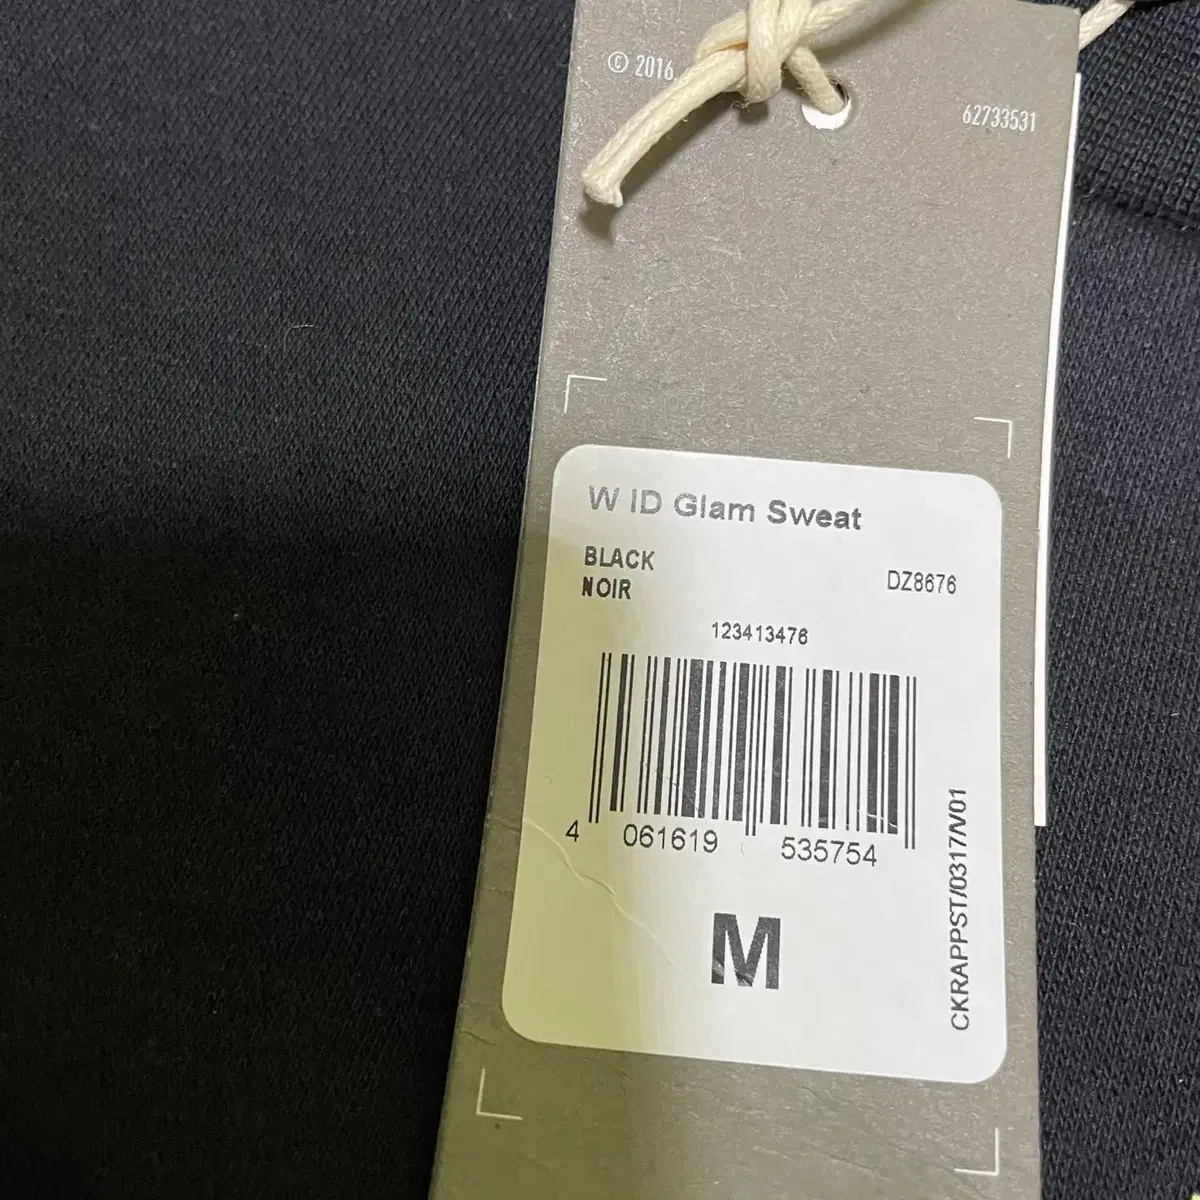 © 2016
62733531
W ID Glam Sweat
BLACK
NOIR
DZ8676
123413476
4 061619 535754
M
CKRAPPST/0317/V01